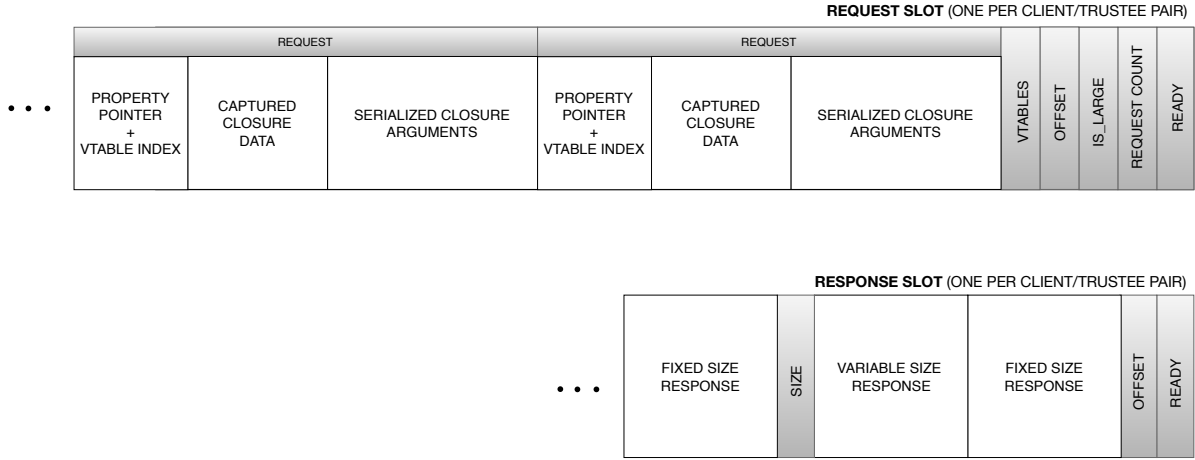 REQUEST SLOT (ONE PER CLIENT/TRUSTEE PAIR)
REQUEST
REQUEST
PROPERTY
POINTER
+
VTABLE INDEX
CAPTURED
CLOSURE
DATA
SERIALIZED CLOSURE
ARGUMENTS
PROPERTY
POINTER
+
VTABLE INDEX
CAPTURED
CLOSURE
DATA
SERIALIZED CLOSURE
ARGUMENTS
VTABLES
OFFSET
IS_LARGE
REQUEST COUNT
READY
RESPONSE SLOT (ONE PER CLIENT/TRUSTEE PAIR)
FIXED SIZE
RESPONSE
SIZE
VARIABLE SIZE
RESPONSE
FIXED SIZE
RESPONSE
OFFSET
READY